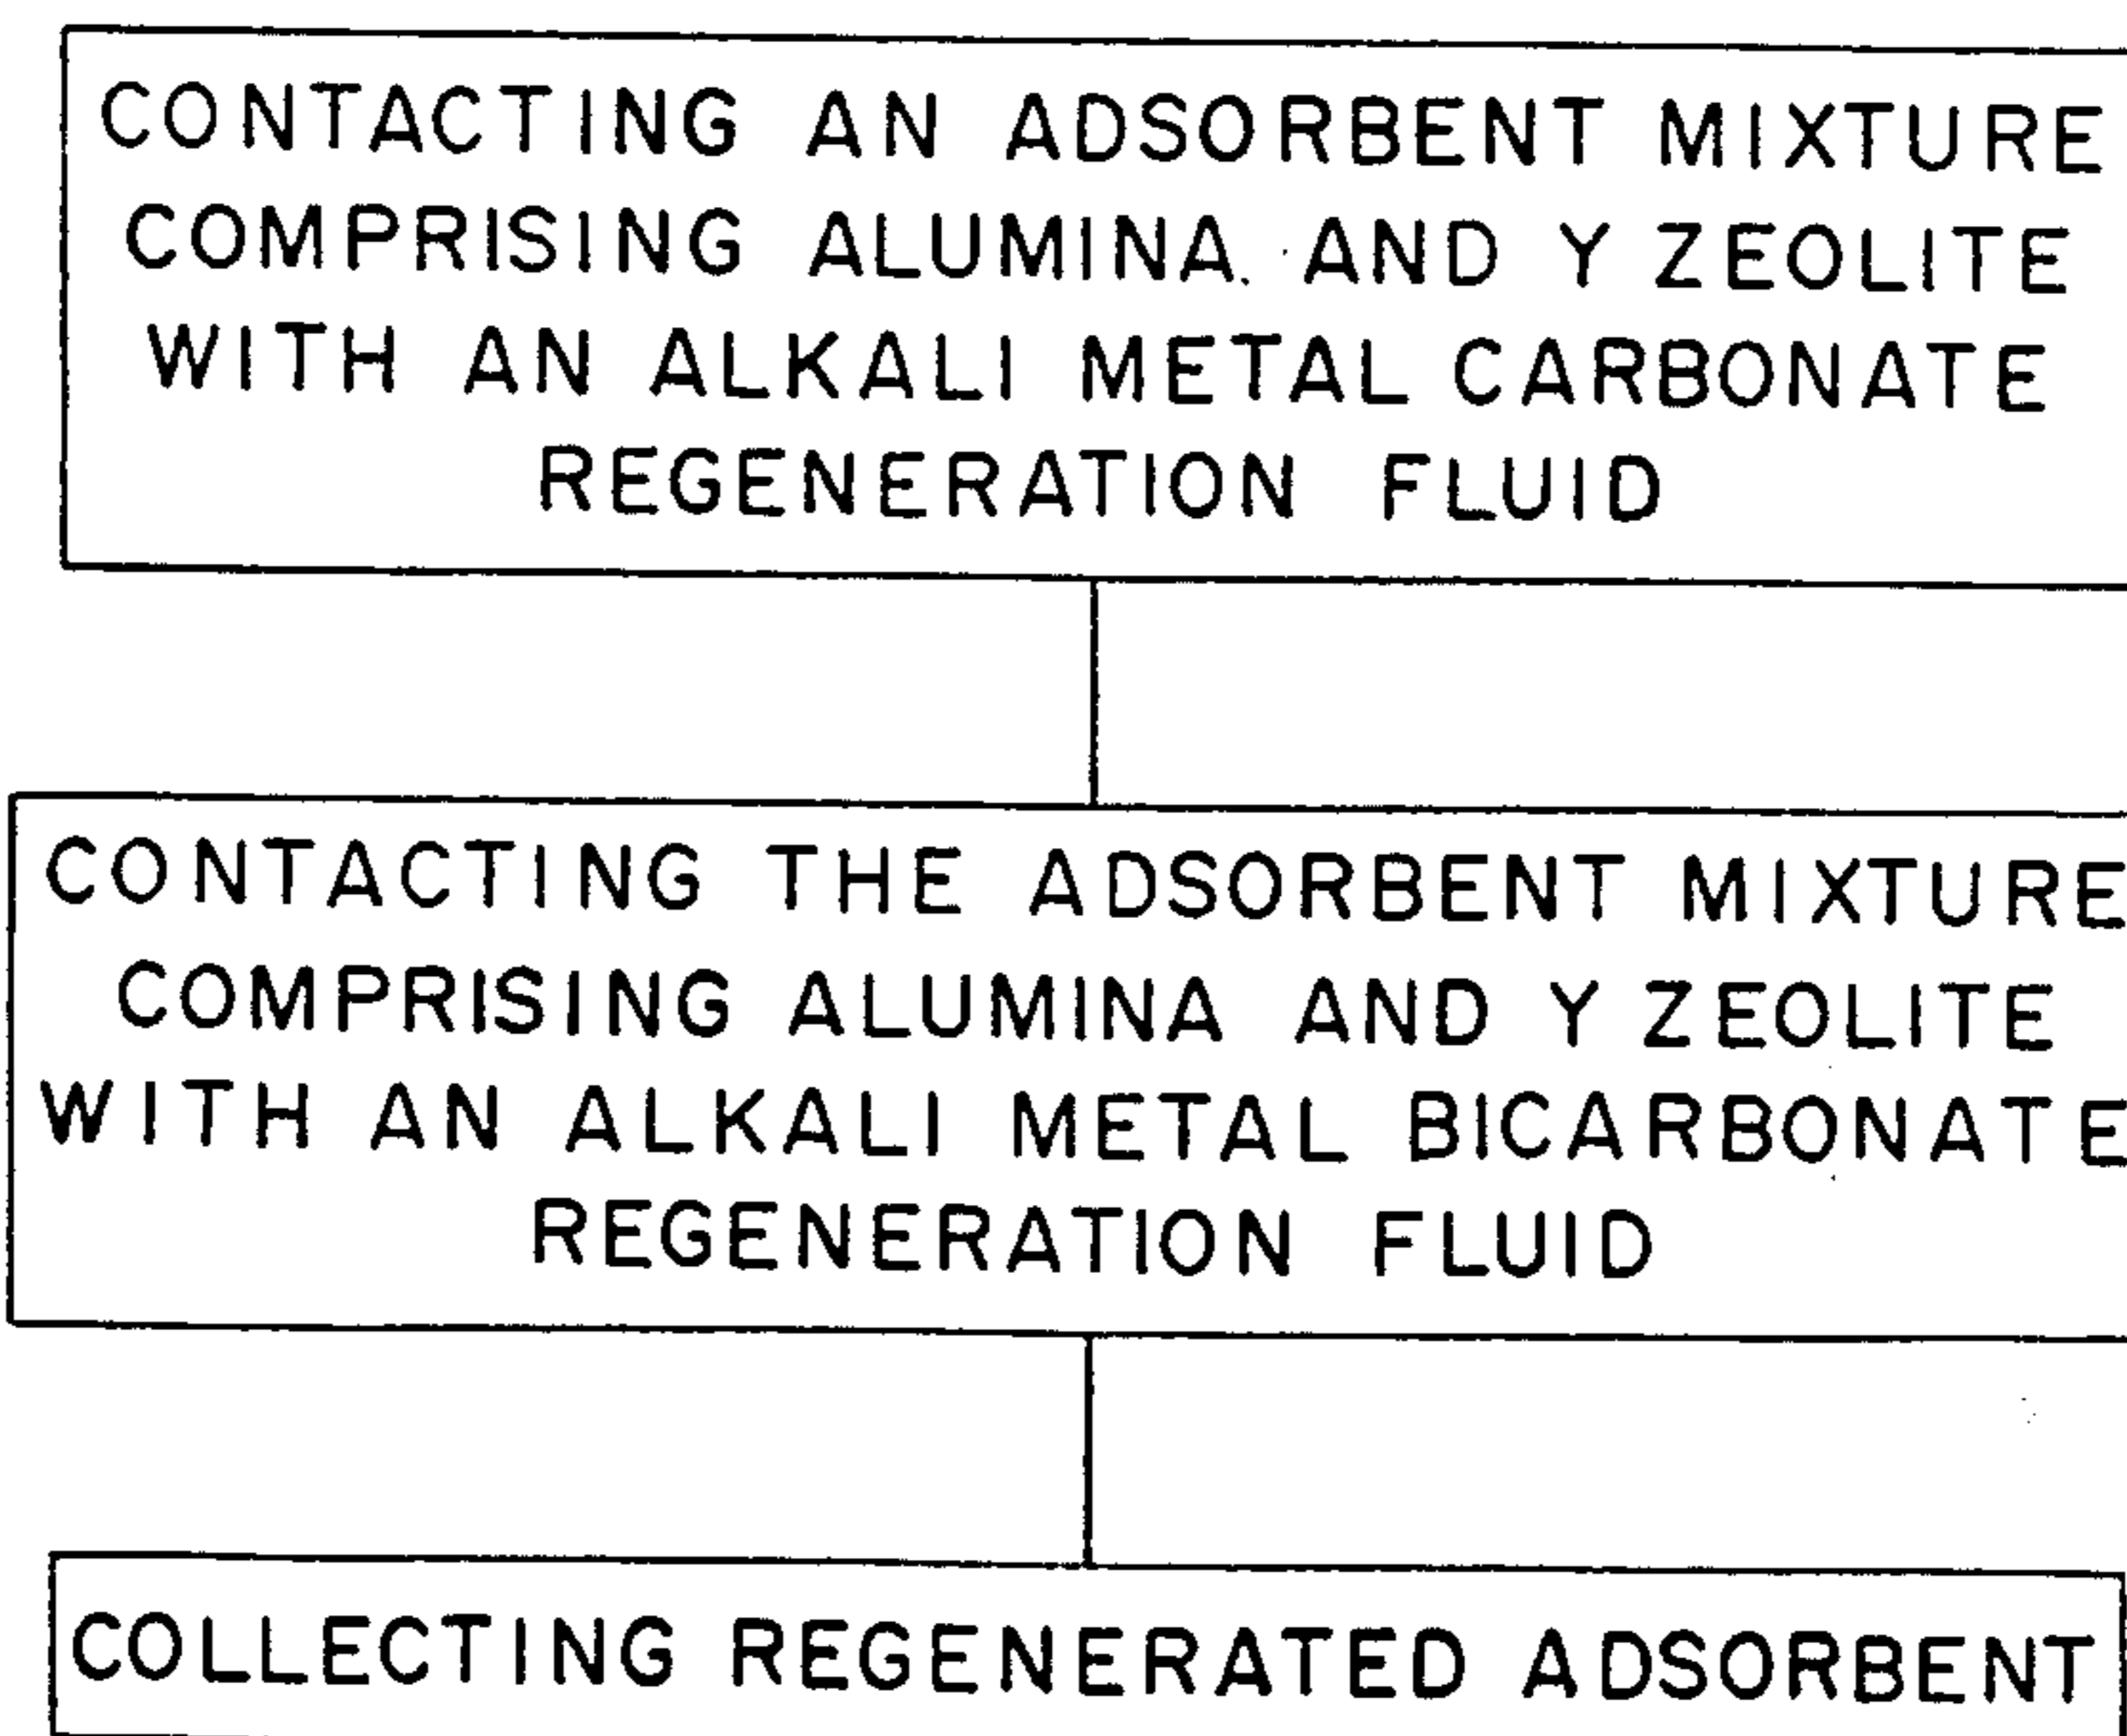 CONTACTING AN ADSORBENT MIXTURE
COMPRISING ALUMINA AND Y ZEOLITE
WITH AN ALKALI METAL CARBONATE
REGENERATION FLUID
CONTACTING THE ADSORBENT MIXTURE
COMPRISING ALUMINA AND Y ZEOLITE
WITH AN ALKALI METAL BICARBONATE
REGENERATION FLUID
COLLECTING REGENERATED ADSORBENT